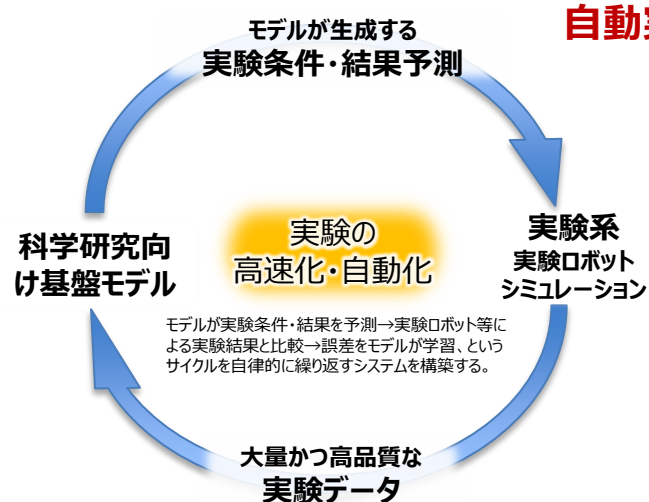 モデルが生成する
実験条件・結果予測
自動
科学研究向
け基盤モデル
実験の
高速化・自動化
実験系
実験ロボット
シミュレーション
モデルが実験条件・結果を予測→実験ロボット等に
よる実験結果と比較→誤差をモデルが学習、という
サイクルを自律的に繰り返すシステムを構築する。
大量かつ高品質な
実験データ